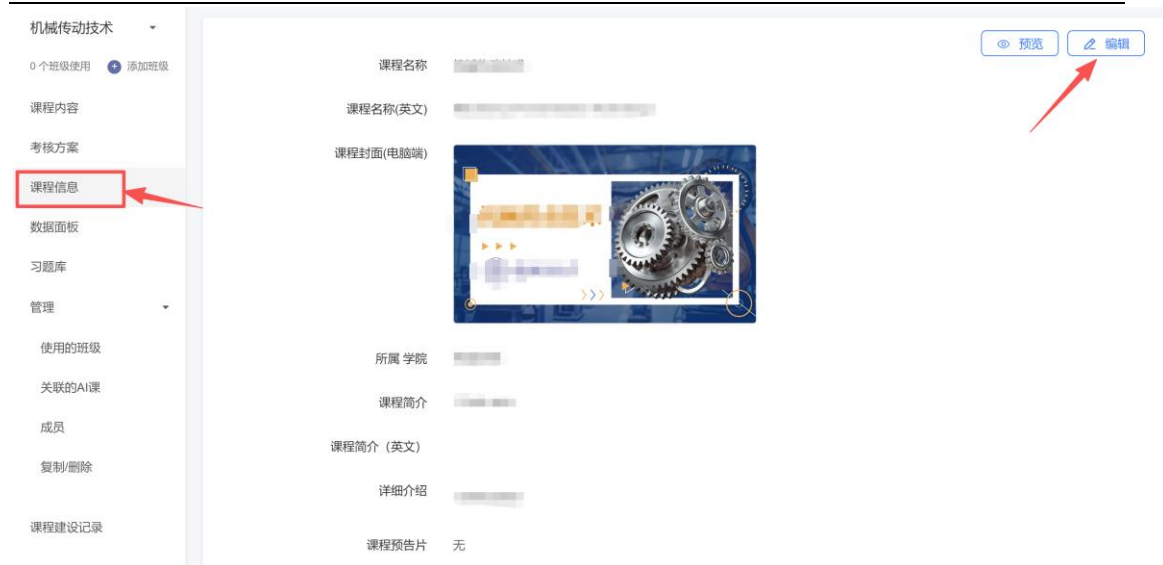 机械传动技术
0 个班级使用 添加班级
课程内容
考核方案
课程信息
数据面板
习题库
管理
使用的班级
关联的AI课
成员
复制/删除
课程建设记录
预览 编辑
课程名称
课程名称(英文)
课程封面(电脑端)
所属 学院
课程简介
课程简介（英文）
详细介绍
课程预告片 无